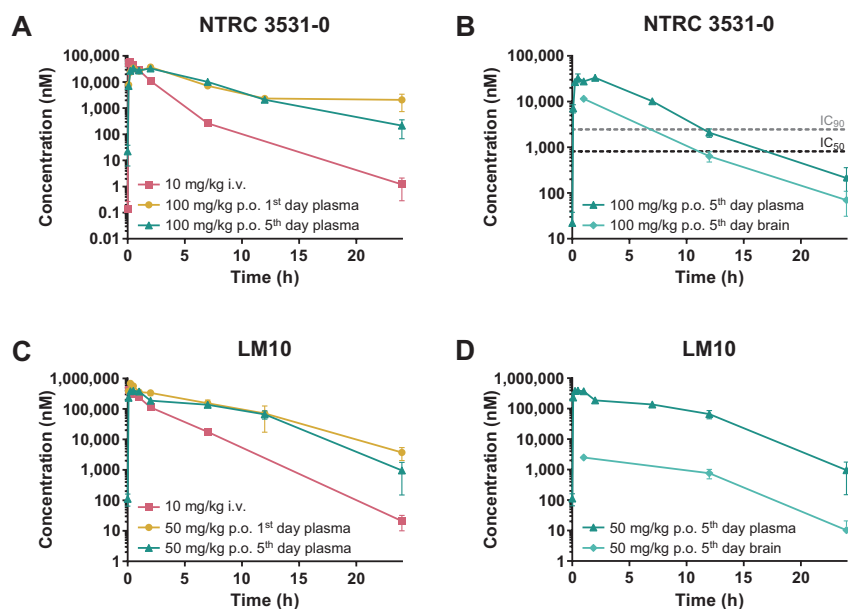 A
NTRC 3531-0
Concentration (nM)
100,000
10,000
1,000
100
10
1
0.1
0.01
10 mg/kg i.v.
100 mg/kg p.o. 1st day plasma
100 mg/kg p.o. 5th day plasma
0 5 10 15 20
Time (h)
B
NTRC 3531-0
Concentration (nM)
100,000
10,000
1,000
100
10
IC90
IC50
100 mg/kg p.o. 5th day plasma
100 mg/kg p.o. 5th day brain
0 5 10 15 20
Time (h)
C
LM10
Concentration (nM)
1,000,000
100,000
10,000
1,000
100
10
1
10 mg/kg i.v.
50 mg/kg p.o. 1st day plasma
50 mg/kg p.o. 5th day plasma
0 5 10 15 20
Time (h)
D
LM10
Concentration (nM)
1,000,000
100,000
10,000
1,000
100
10
1
50 mg/kg p.o. 5th day plasma
50 mg/kg p.o. 5th day brain
0 5 10 15 20
Time (h)